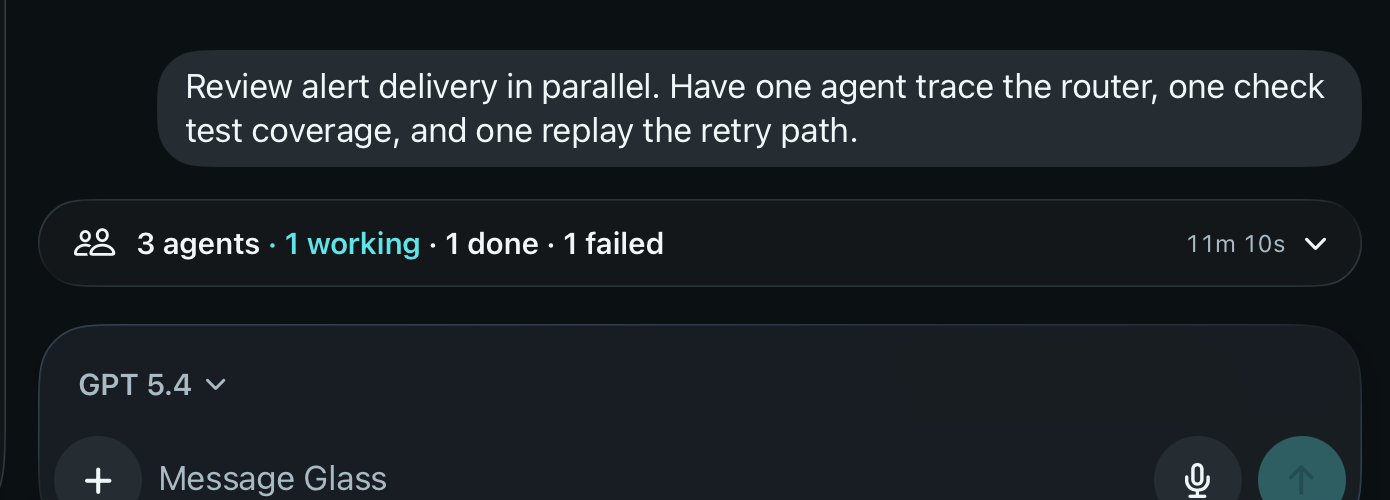 Review alert delivery in parallel. Have one agent trace the router, one check
test coverage, and one replay the retry path.
3 agents · 1 working · 1 done · 1 failed 11m 10s
GPT 5.4
Message Glass